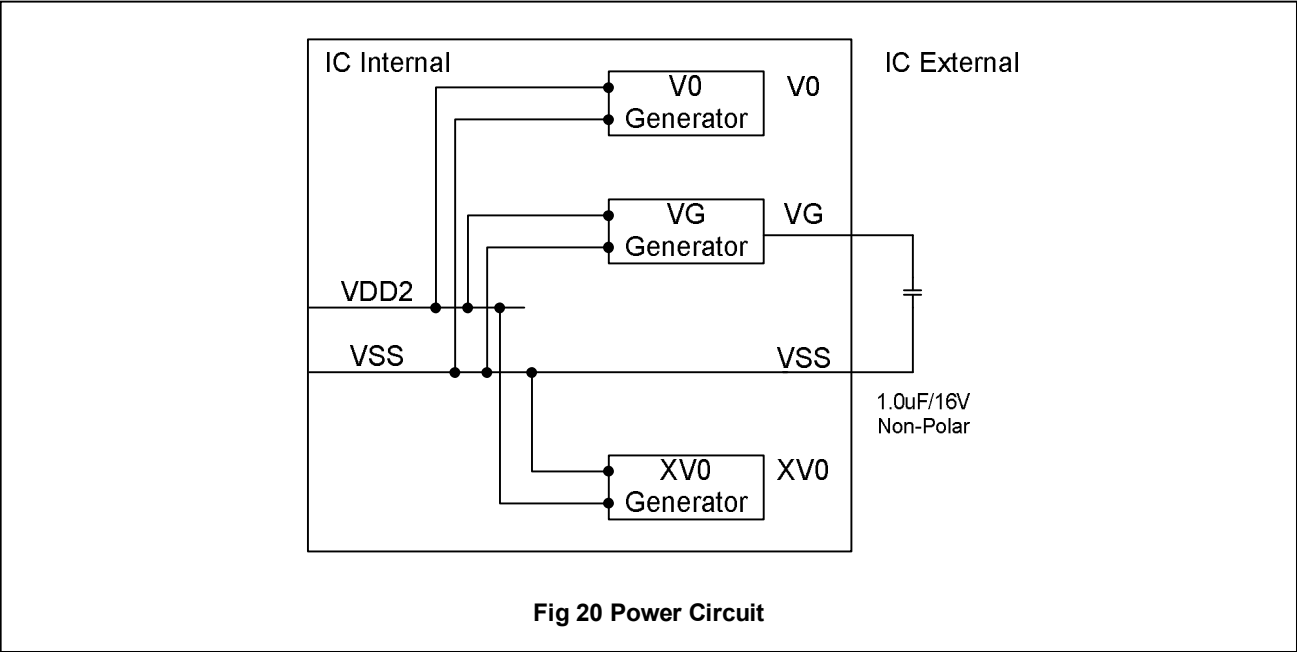 IC Internal
IC External
V0
Generator
V0
VG
Generator
VG
VDD2
VSS
VSS
1.0uF/16V
Non-Polar
XV0
Generator
XV0
Fig 20 Power Circuit